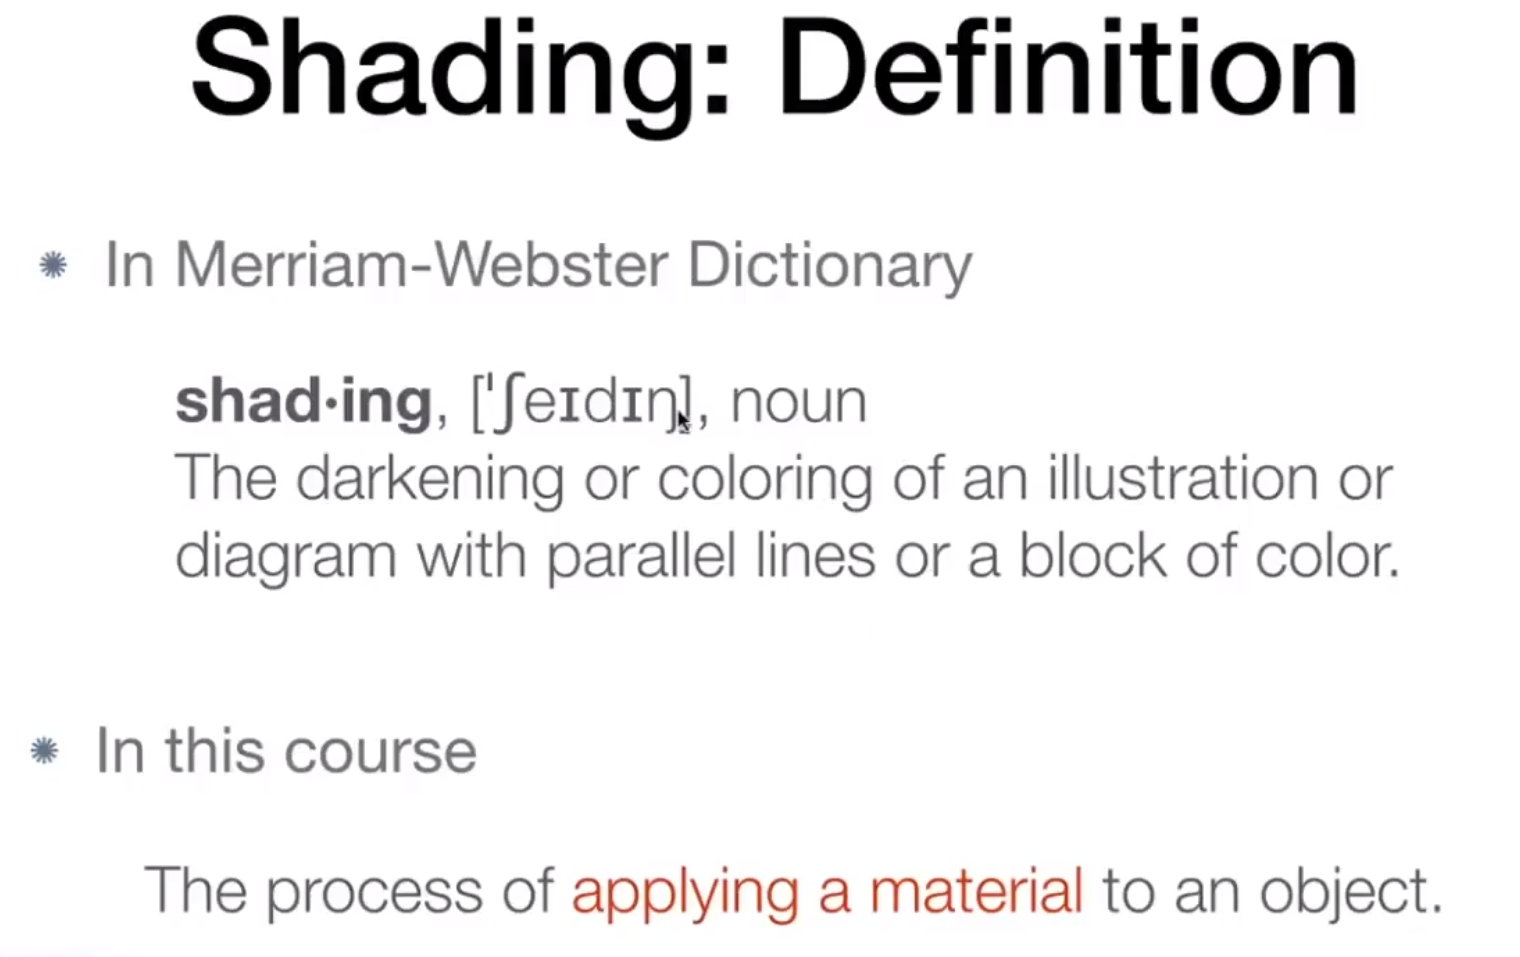 Shading: Definition
In Merriam-Webster Dictionary
shad·ing, [ˈʃeɪdɪŋ], noun
The darkening or coloring of an illustration or
diagram with parallel lines or a block of color.
In this course
The process of applying a material to an object.